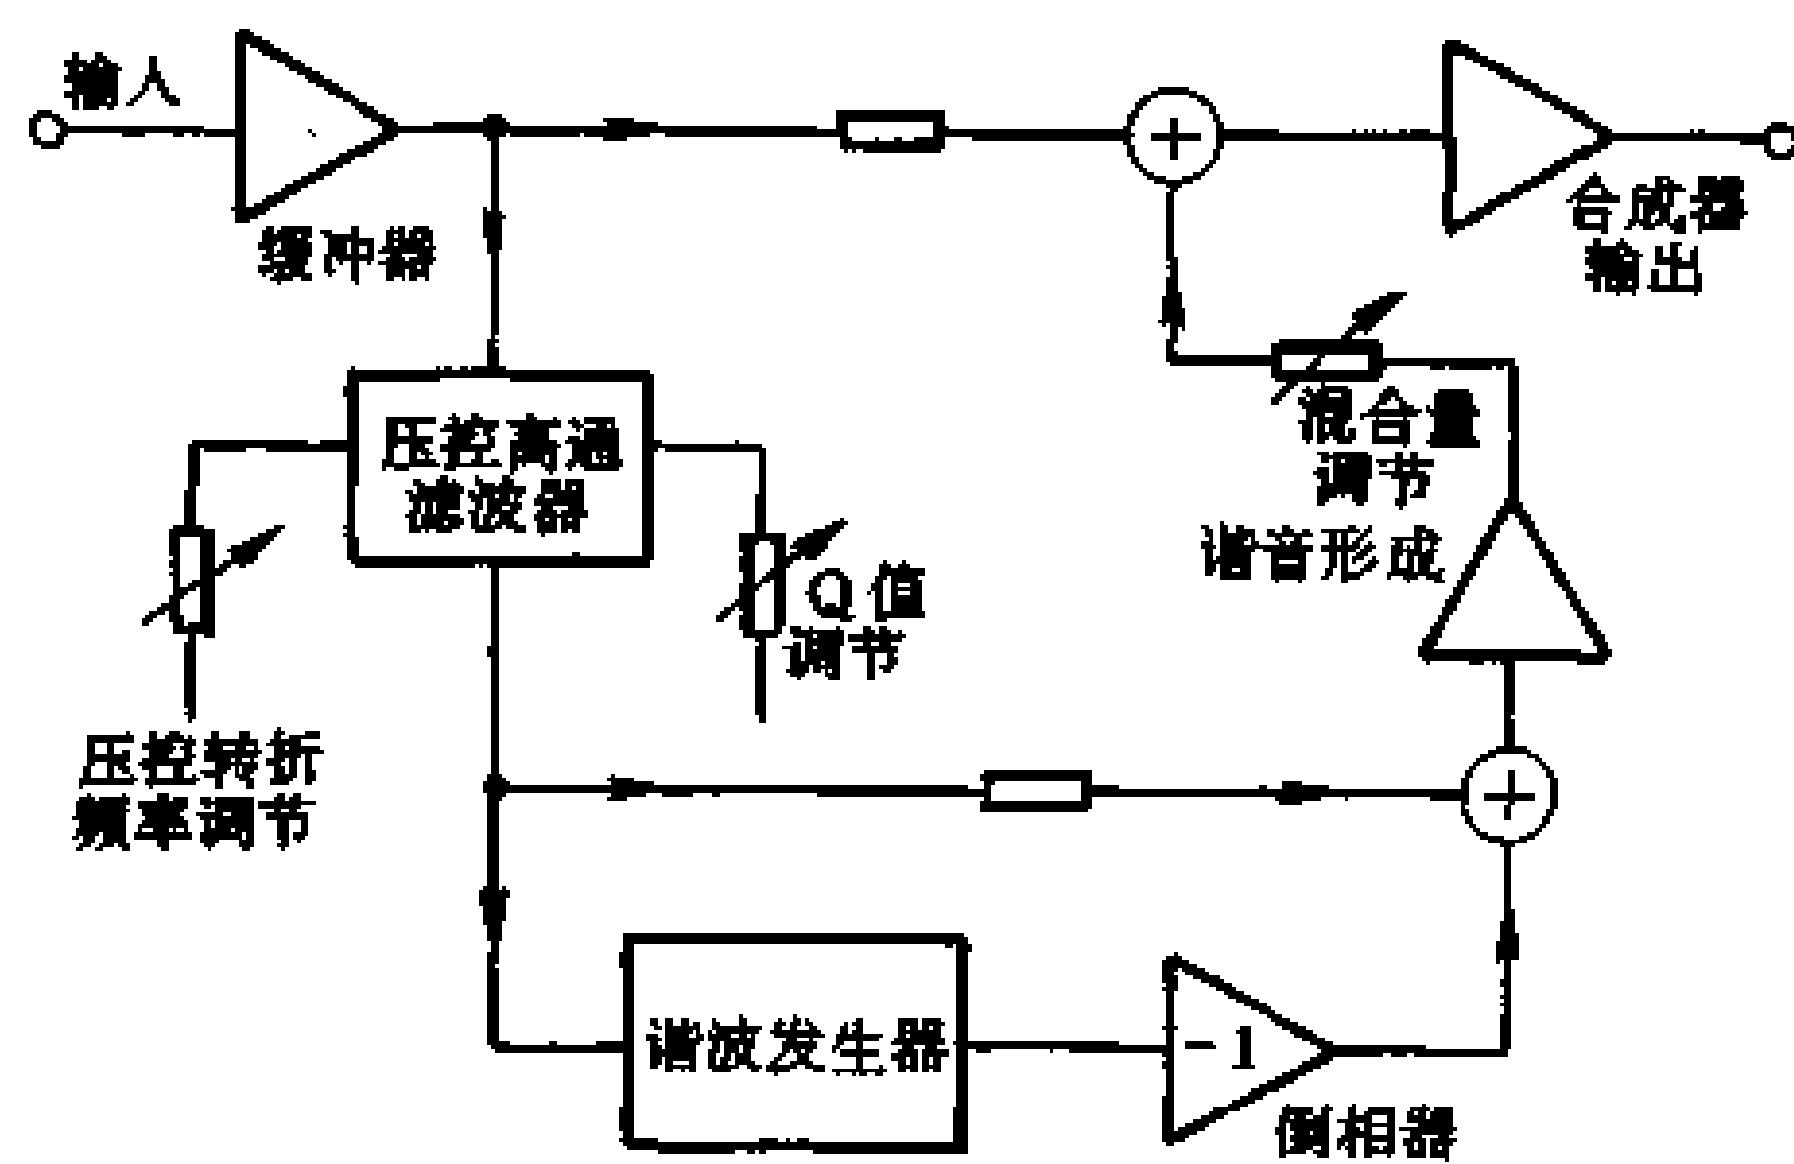 输入
缓冲器
合成器
输出
压控高通
滤波器
混合量
调节
谐音形成
Q值
调节
压控转折
频率调节
谐波发生器
-1
倒相器